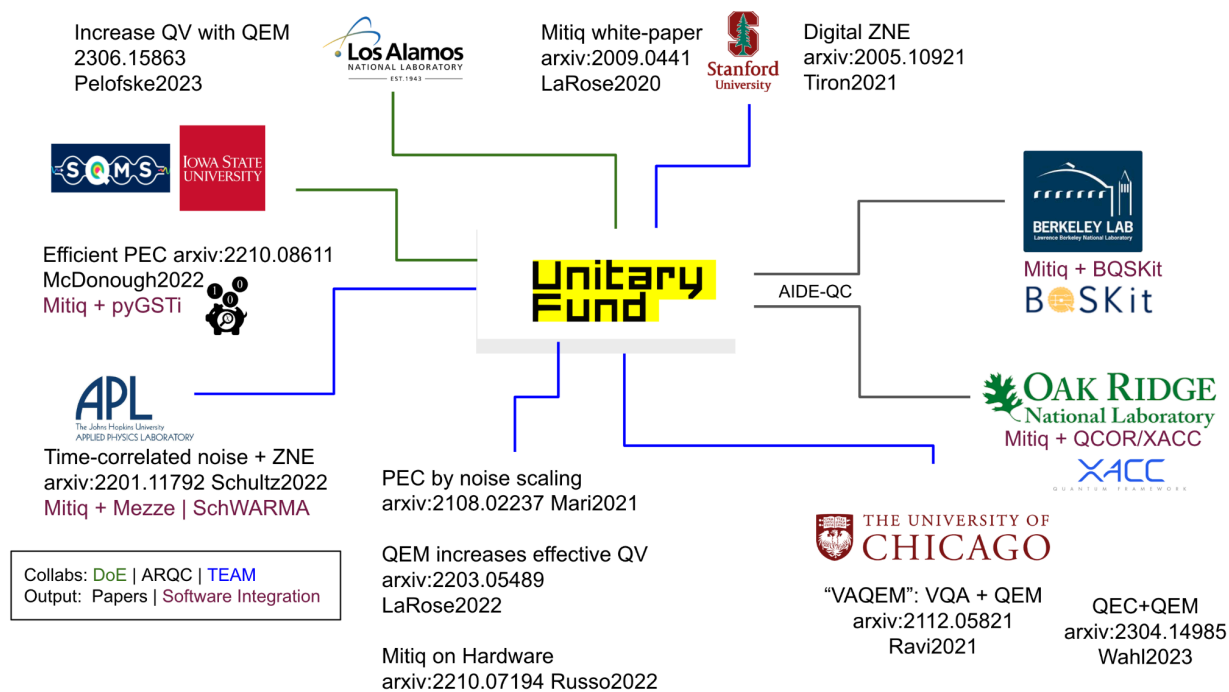 Increase QV with QEM
2306.15863
Pelofske2023
Los Alamos
NATIONAL LABORATORY
EST.1943
Mitiq white-paper
arxiv:2009.0441
LaRose2020
S
Stanford
University
Digital ZNE
arxiv:2005.10921
Tiron2021
SQMS
IOWA STATE
UNIVERSITY
Efficient PEC arxiv:2210.08611
McDonough2022
Mitiq + pyGSTi
1 0
0
Unitary
Fund
AIDE-QC
BERKELEY LAB
Lawrence Berkeley National Laboratory
Mitiq + BQSKit
BQSKit
APL
The Johns Hopkins University
APPLIED PHYSICS LABORATORY
Time-correlated noise + ZNE
arxiv:2201.11792 Schultz2022
Mitiq + Mezze | SchWARMA
OAK RIDGE
National Laboratory
Mitiq + QCOR/XACC
XACC
QUANTUM FRAMEWORK
PEC by noise scaling
arxiv:2108.02237 Mari2021
QEM increases effective QV
arxiv:2203.05489
LaRose2022
Mitiq on Hardware
arxiv:2210.07194 Russo2022
THE UNIVERSITY OF
CHICAGO
“VAQEM”: VQA + QEM
arxiv:2112.05821
Ravi2021
QEC+QEM
arxiv:2304.14985
Wahl2023
Collabs: DoE | ARQC | TEAM
Output: Papers | Software Integration